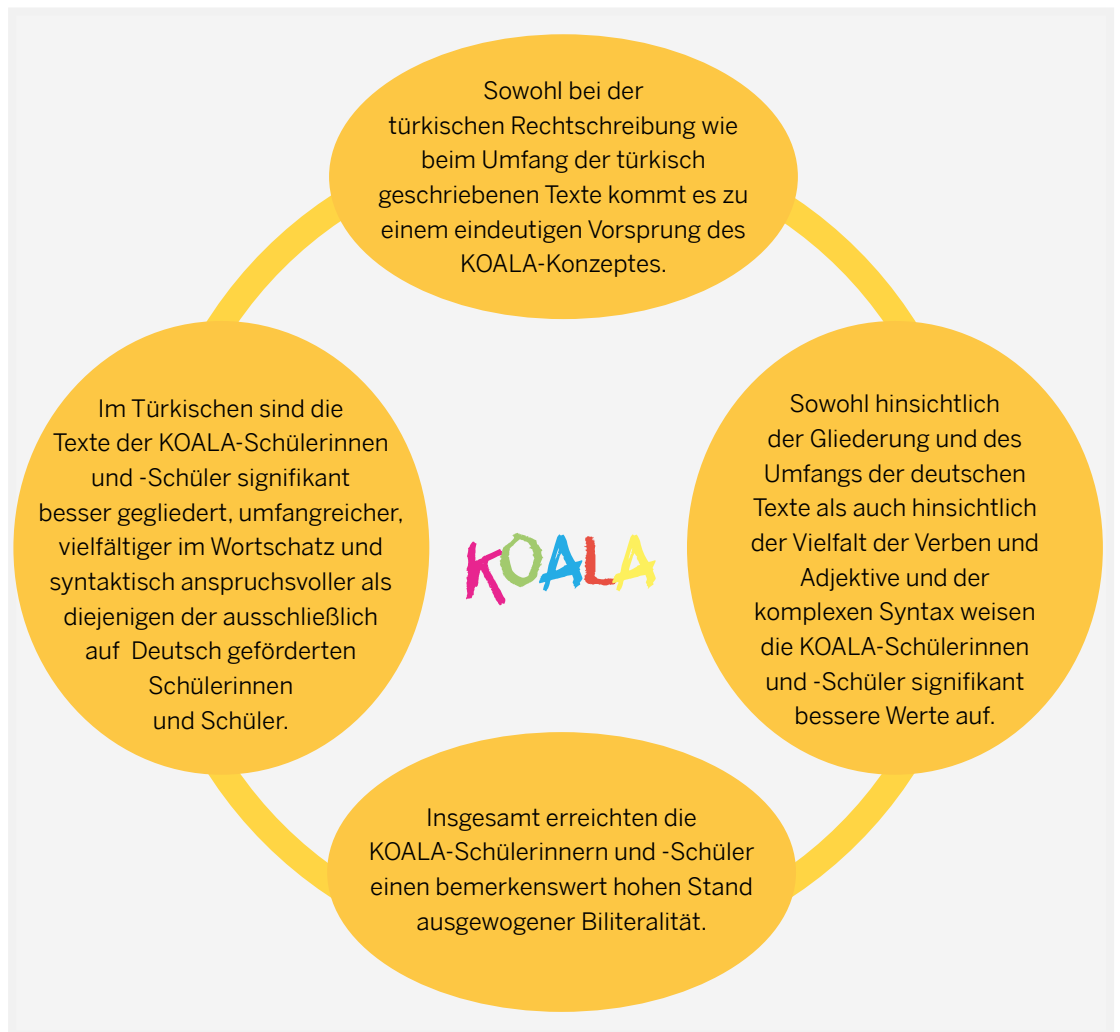 Sowohl bei der
türkischen Rechtschreibung wie
beim Umfang der türkisch
geschriebenen Texte kommt es zu
einem eindeutigen Vorsprung des
KOALA-Konzeptes.
Im Türkischen sind die
Texte der KOALA-Schülerinnen
und -Schüler signifikant
besser gegliedert, umfangreicher,
vielfältiger im Wortschatz und
syntaktisch anspruchsvoller als
diejenigen der ausschließlich
auf Deutsch geförderten
Schülerinnen
und Schüler.
KOALA
Sowohl hinsichtlich
der Gliederung und des
Umfangs der deutschen
Texte als auch hinsichtlich
der Vielfalt der Verben und
Adjektive und der
komplexen Syntax weisen
die KOALA-Schülerinnen
und -Schüler signifikant
bessere Werte auf.
Insgesamt erreichten die
KOALA-Schülerinnern und -Schüler
einen bemerkenswert hohen Stand
ausgewogener Biliteralität.